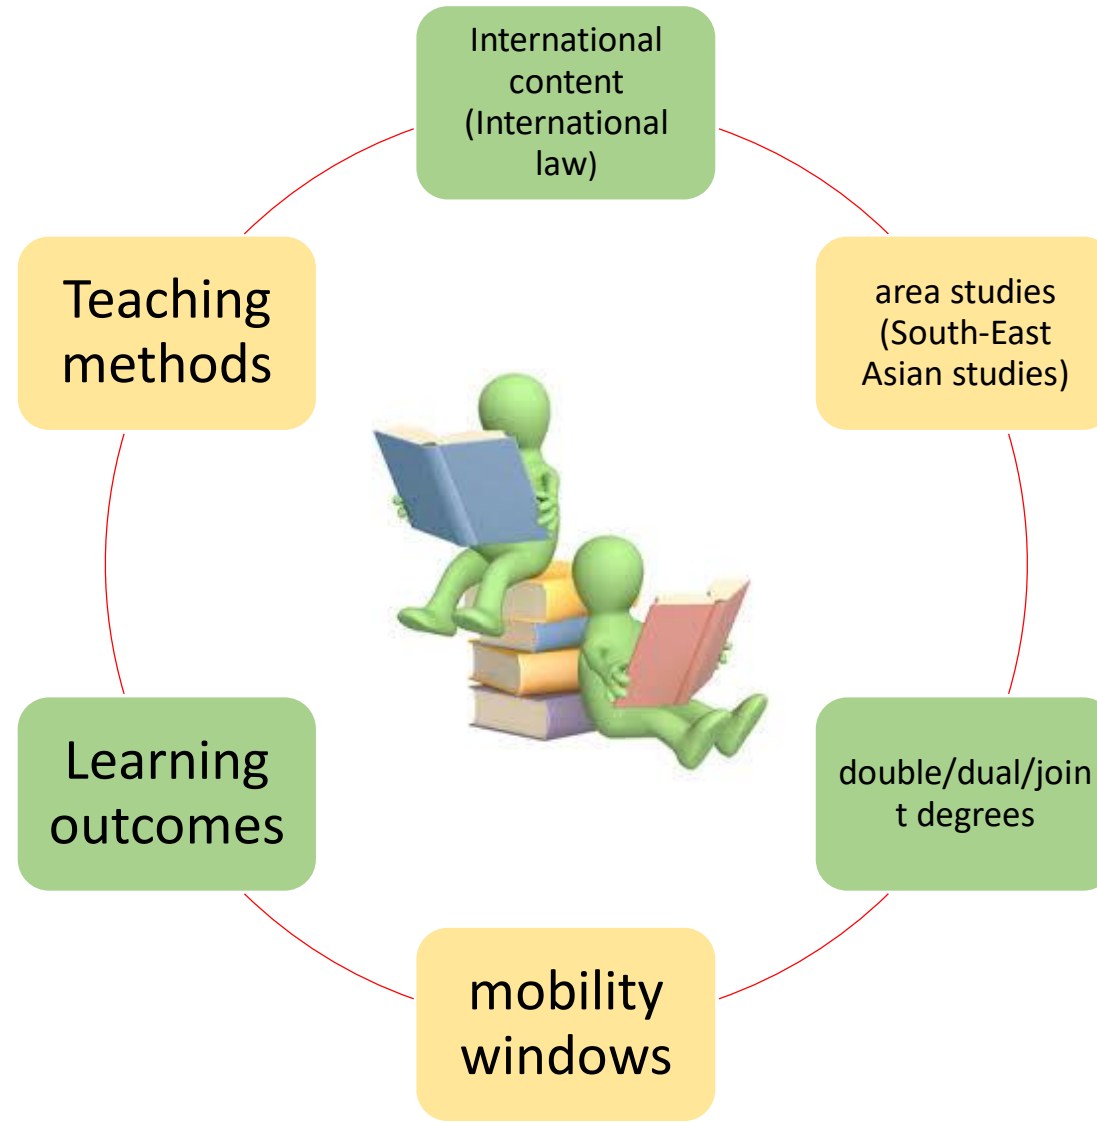 International
content
(International
law)
area studies
(South-East
Asian studies)
double/dual/join
t degrees
mobility
windows
Learning
outcomes
Teaching
methods